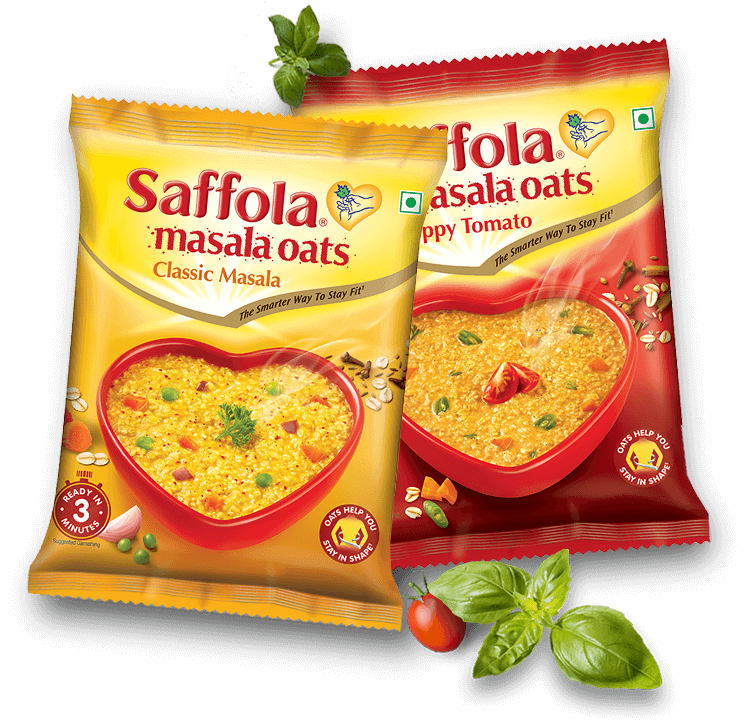 Saffola®
masala oats
Classic Masala
The Smarter Way To Stay Fit†
READY IN
3
MINUTES
Suggested Garnishing
OATS HELP YOU
STAY IN SHAPE†
ffola®
asala oats
ppy Tomato
The Smarter Way To Stay Fit†
OATS HELP YOU
STAY IN SHAPE†